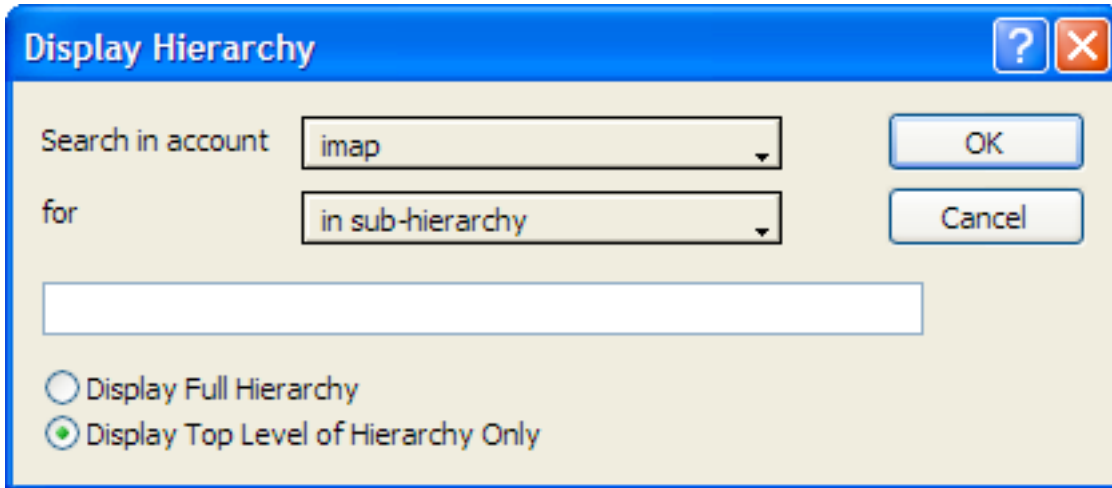 Display Hierarchy
Search in account imap OK
for in sub-hierarchy Cancel
Display Full Hierarchy
Display Top Level of Hierarchy Only